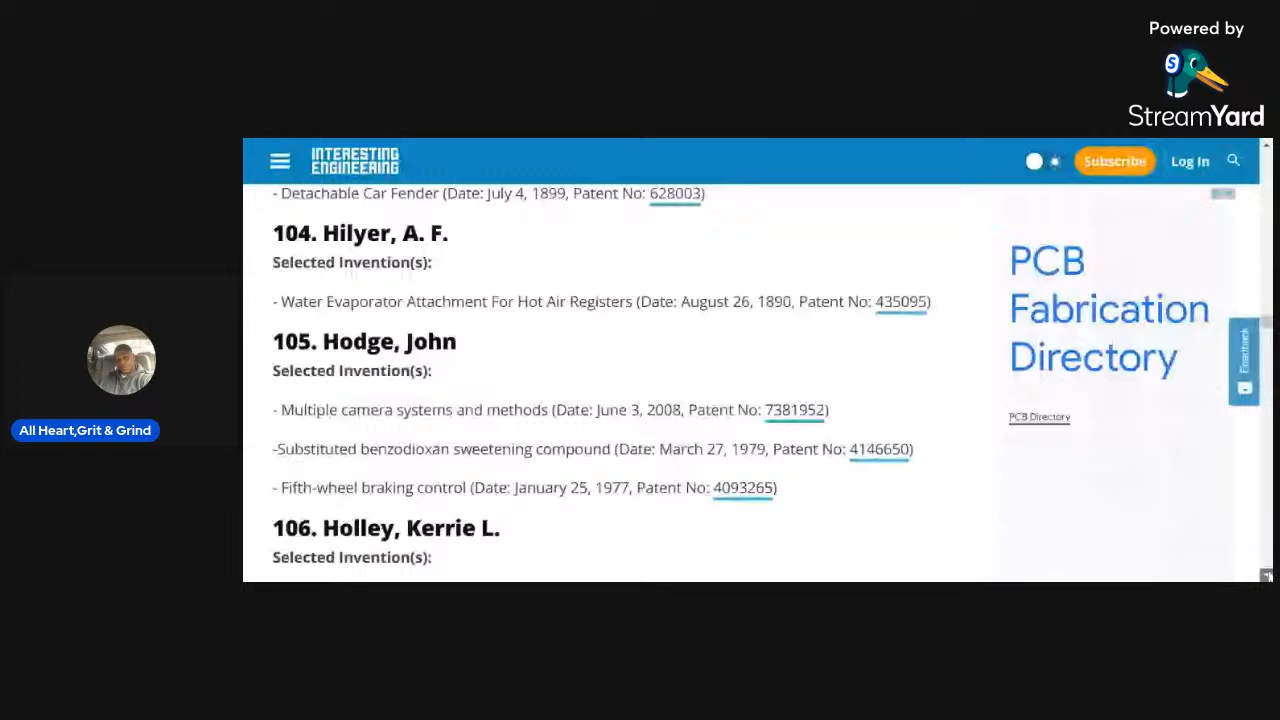 Powered by
StreamYard
INTERESTING
ENGINEERING
Subscribe
Log In
- Detachable Car Fender (Date: July 4, 1899, Patent No: 628003)
104. Hilyer, A. F.
Selected Invention(s):
- Water Evaporator Attachment For Hot Air Registers (Date: August 26, 1890, Patent No: 435095)
105. Hodge, John
Selected Invention(s):
- Multiple camera systems and methods (Date: June 3, 2008, Patent No: 7381952)
-Substituted benzodioxan sweetening compound (Date: March 27, 1979, Patent No: 4146650)
- Fifth-wheel braking control (Date: January 25, 1977, Patent No: 4093265)
106. Holley, Kerrie L.
Selected Invention(s):
PCB
Fabrication
Directory
PCB Directory
Feedback
All Heart,Grit & Grind